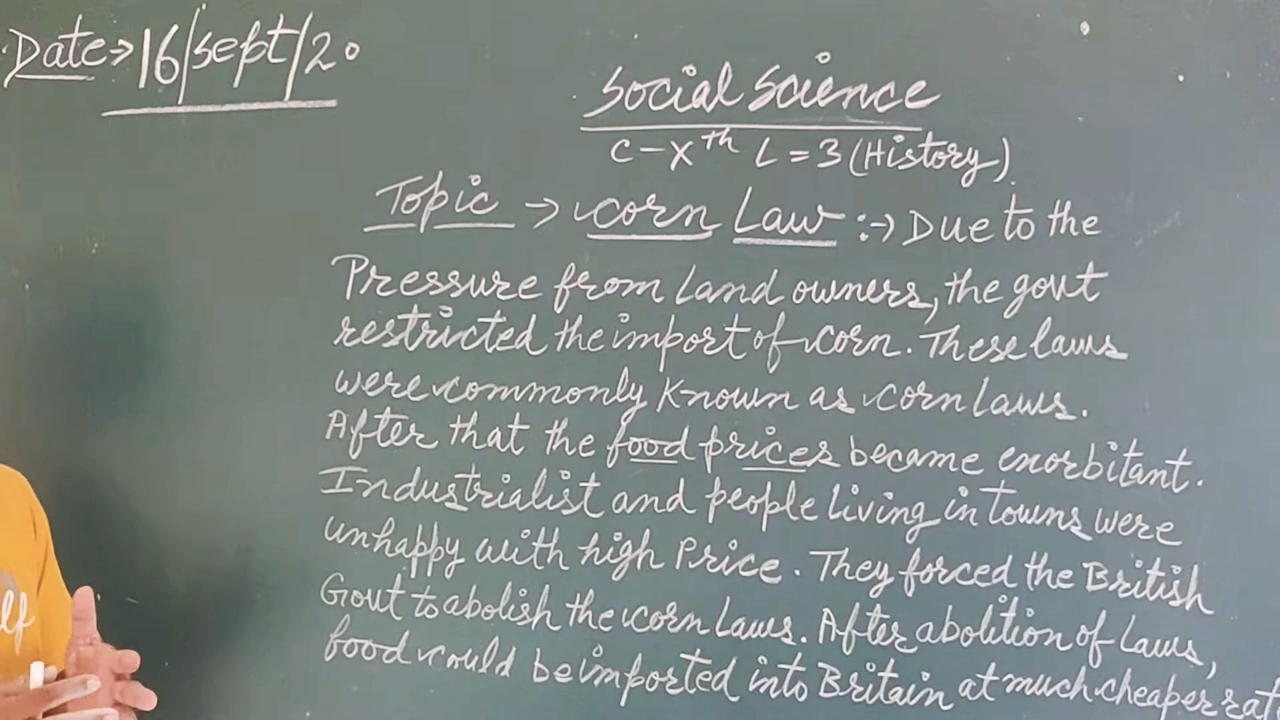 Date→ 16/sept/20
Social Science
C-Xth L=3 (History)
Topic → corn Law :→ Due to the
Pressure from Land owners, the govt
restricted the import of corn. These laws
were commonly Known as corn laws.
After that the food prices became enorbitant.
Industrialist and people living in towns were
unhappy with high Price. They forced the British
Govt to abolish the corn Laws. After abolition of Laws,
food could be imported into Britain at much cheaper rat
lf